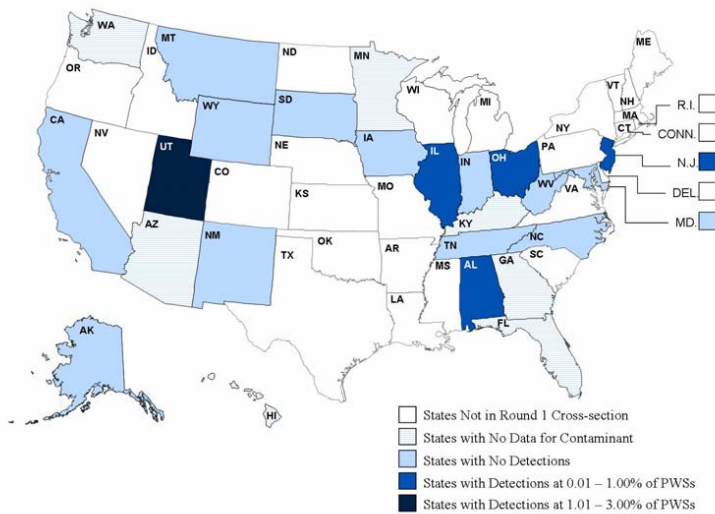 WA
MT
ND
MN
ME
ID
OR
VT
NH
WI
MI
SD
MA
R.I.
WY
CT
CONN.
NY
CA
IA
PA
NV
NE
N.J.
UT
IL
IN
OH
CO
DEL.
WV
VA
KS
MO
KY
MD.
AZ
NC
NM
TN
OK
AR
SC
TX
MS
AL
GA
LA
FL
AK
HI
States Not in Round 1 Cross-section
States with No Data for Contaminant
States with No Detections
States with Detections at 0.01 – 1.00% of PWSs
States with Detections at 1.01 – 3.00% of PWSs